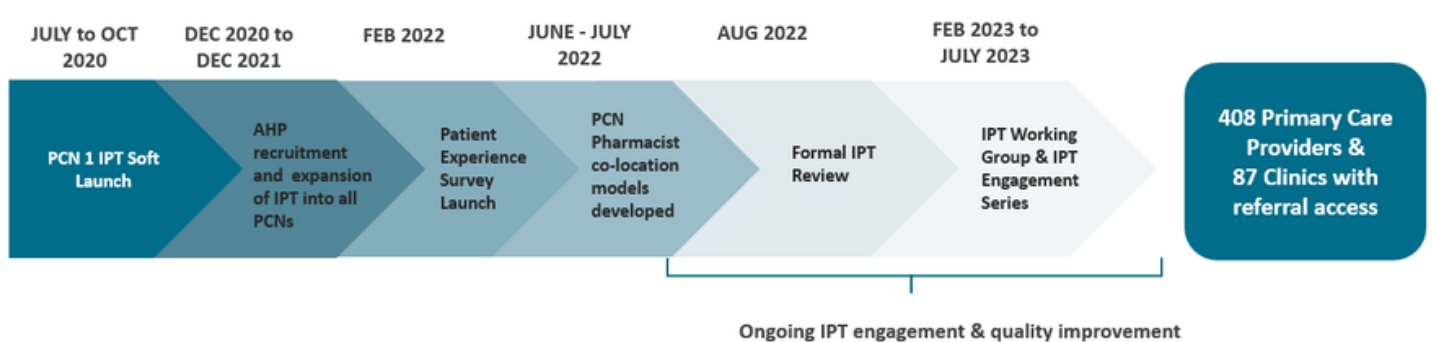 JULY to OCT
2020
DEC 2020 to
DEC 2021
FEB 2022
JUNE - JULY
2022
AUG 2022
FEB 2023 to
JULY 2023
PCN 1 IPT Soft
Launch
AHP
recruitment
and expansion
of IPT into all
PCNs
Patient
Experience
Survey
Launch
PCN
Pharmacist
co-location
models
developed
Formal IPT
Review
IPT Working
Group & IPT
Engagement
Series
408 Primary Care
Providers &
87 Clinics with
referral access
Ongoing IPT engagement & quality improvement